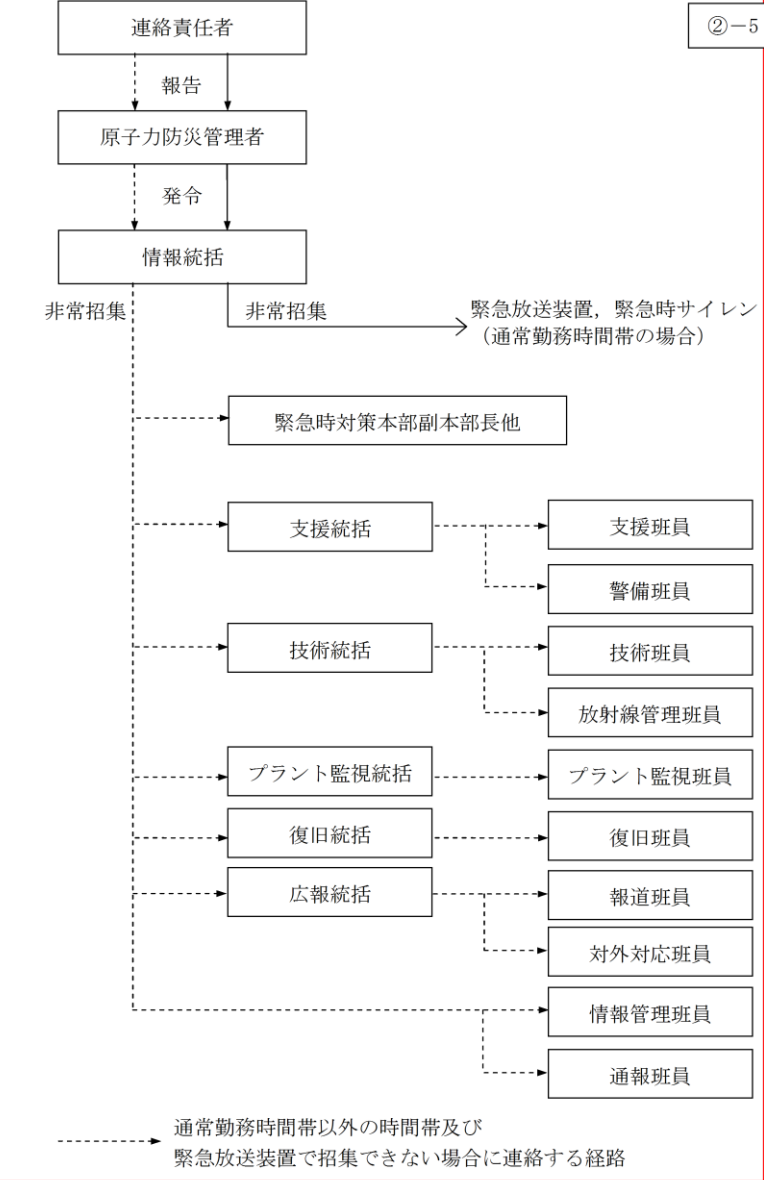 ②-5
連絡責任者
報告
原子力防災管理者
発令
情報統括
非常招集
非常招集
緊急放送装置，緊急時サイレン
（通常勤務時間帯の場合）
緊急時対策本部副本部長他
支援統括
支援班員
警備班員
技術統括
技術班員
放射線管理班員
プラント監視統括
プラント監視班員
復旧統括
復旧班員
広報統括
報道班員
対外対応班員
情報管理班員
通報班員
通常勤務時間帯以外の時間帯及び
緊急放送装置で招集できない場合に連絡する経路